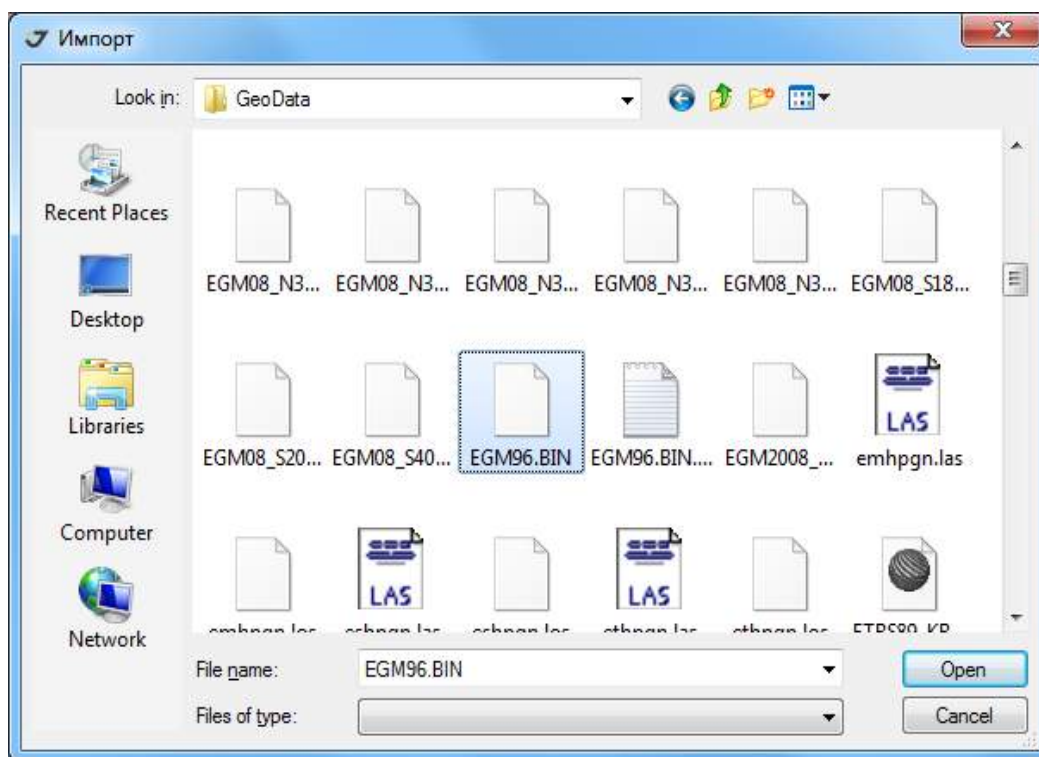 Импорт
Look in: GeoData
Recent Places
Desktop
Libraries
Computer
Network
EGM08_N3... EGM08_N3... EGM08_N3... EGM08_N3... EGM08_N3... EGM08_S18...
EGM08_S20... EGM08_S40... EGM96.BIN EGM96.BIN.... EGM2008_... emhpgn.las
LAS
LAS LAS
File name: EGM96.BIN Open
Files of type: Cancel